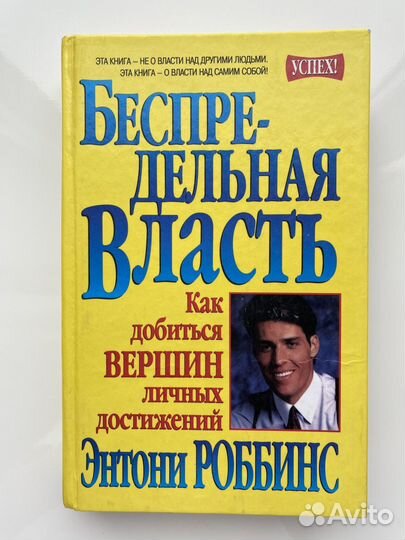 ЭТА КНИГА – НЕ О ВЛАСТИ НАД ДРУГИМИ ЛЮДЬМИ.
ЭТА КНИГА – О ВЛАСТИ НАД САМИМ СОБОЙ!
УСПЕХ!
БЕСПРЕ-
ДЕЛЬНАЯ
ВЛАСТЬ
Как
добиться
ВЕРШИН
личных
достижений
ЭНТОНИ РОББИНС
Avito